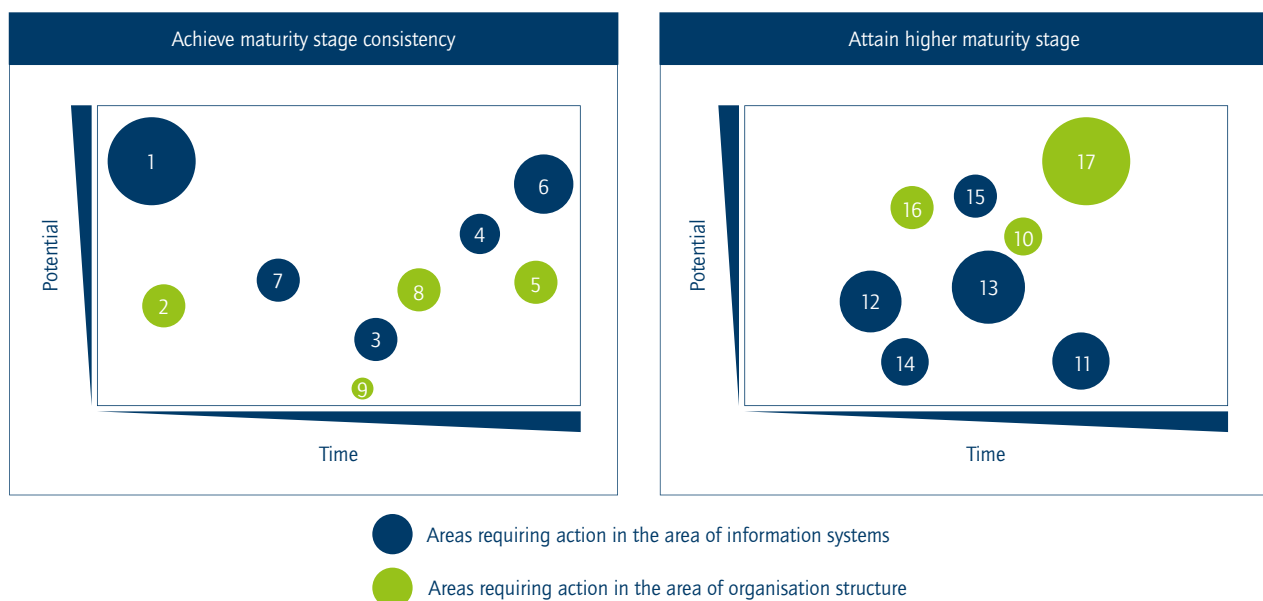 Achieve maturity stage consistency
Potential
1
6
4
7
8
5
2
3
9
Time
Attain higher maturity stage
Potential
17
15
16
10
13
12
14
11
Time
Areas requiring action in the area of information systems
Areas requiring action in the area of organisation structure